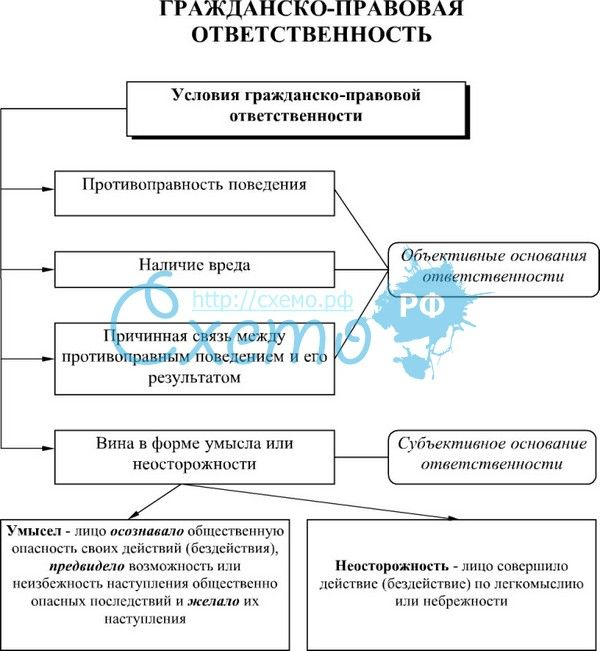 ГРАЖДАНСКО-ПРАВОВАЯ
ОТВЕТСТВЕННОСТЬ
Условия гражданско-правовой
ответственности
Противоправность поведения
Наличие вреда
Объективные основания
ответственности
http://схемо.рф
Схемо
РФ
Причинная связь между
противоправным поведением и его
результатом
Вина в форме умысла или
неосторожности
Субъективное основание
ответственности
Умысел - лицо осознавало общественную
опасность своих действий (бездействия),
предвидело возможность или
неизбежность наступления общественно
опасных последствий и желало их
наступления
Неосторожность - лицо совершило
действие (бездействие) по легкомыслию
или небрежности